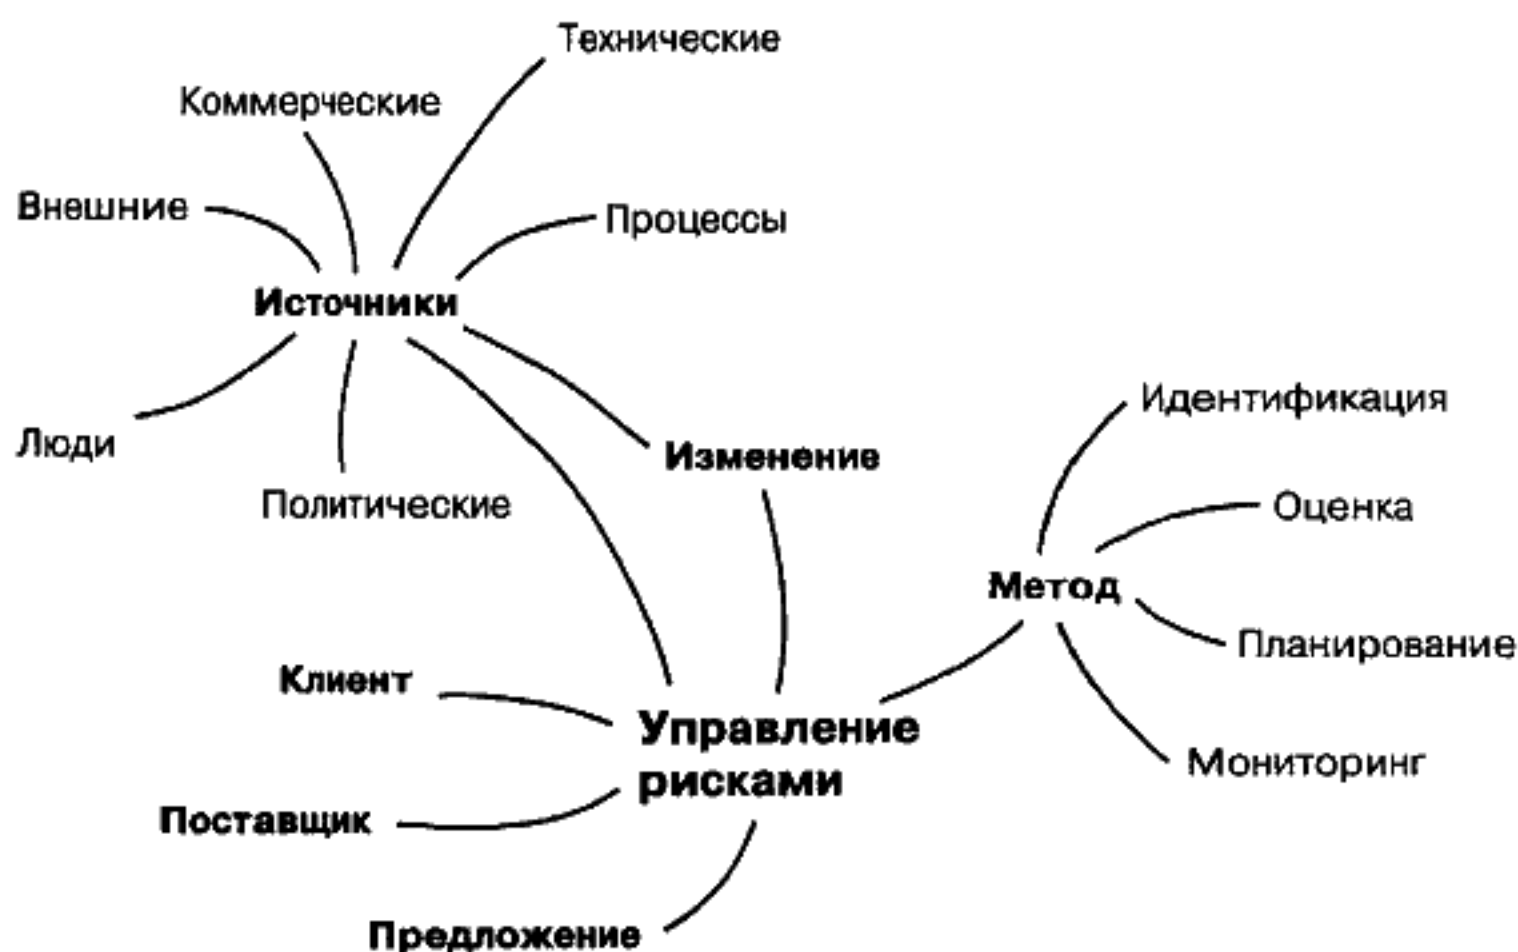 Технические
Коммерческие
Внешние
Процессы
Источники
Люди
Политические
Изменение
Идентификация
Оценка
Метод
Планирование
Мониторинг
Клиент
Управление
рисками
Поставщик
Предложение